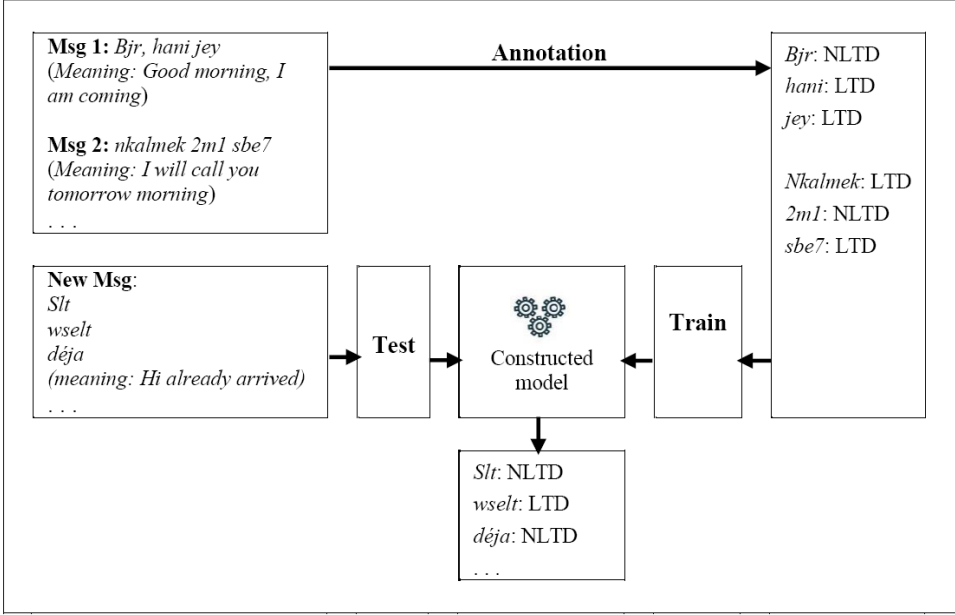 Msg 1: Bjr, hani jey
(Meaning: Good morning, I
am coming)
Msg 2: nkalmek 2m1 sbe7
(Meaning: I will call you
tomorrow morning)
. . .
Annotation
Bjr: NLTD
hani: LTD
jey: LTD
Nkalmek: LTD
2m1: NLTD
sbe7: LTD
New Msg:
Slt
wselt
déja
(meaning: Hi already arrived)
. . .
Test
Constructed
model
Train
Slt: NLTD
wselt: LTD
déja: NLTD
. . .